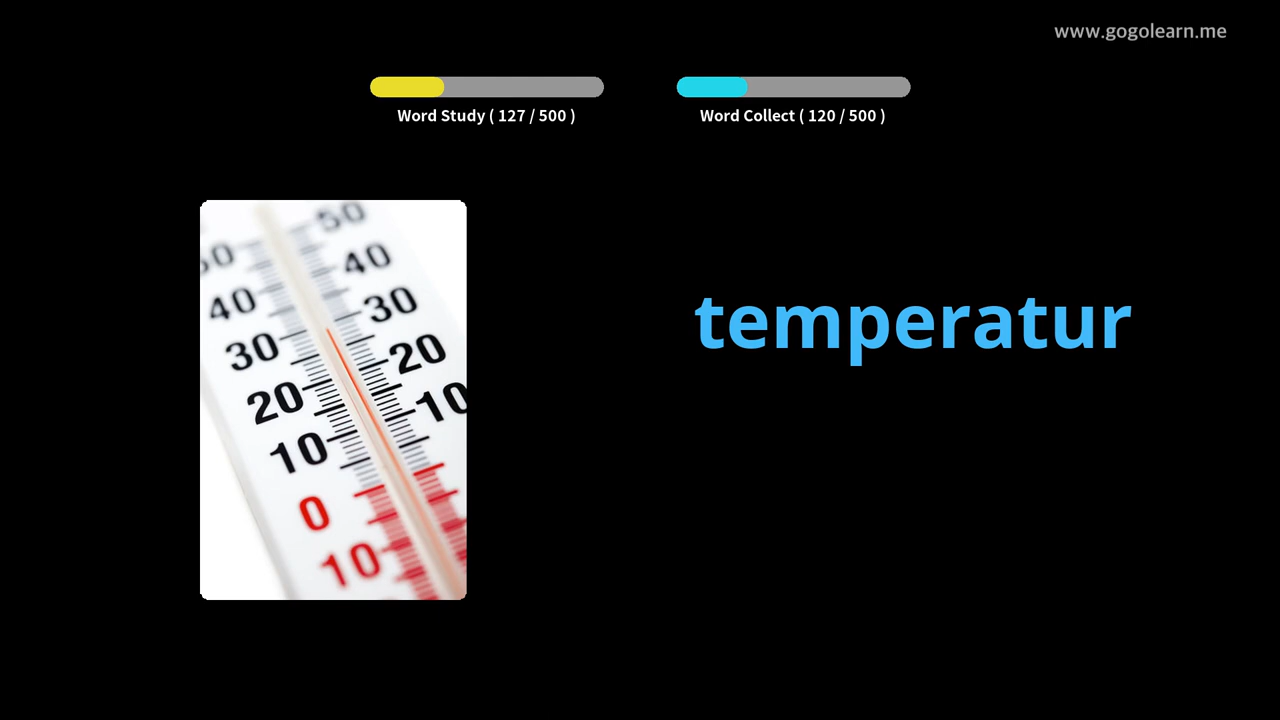 www.gogolearn.me
Word Study ( 127 / 500 )
Word Collect ( 120 / 500 )
50
50 40
40 30
30 20
20 10
10
0
10
temperatur